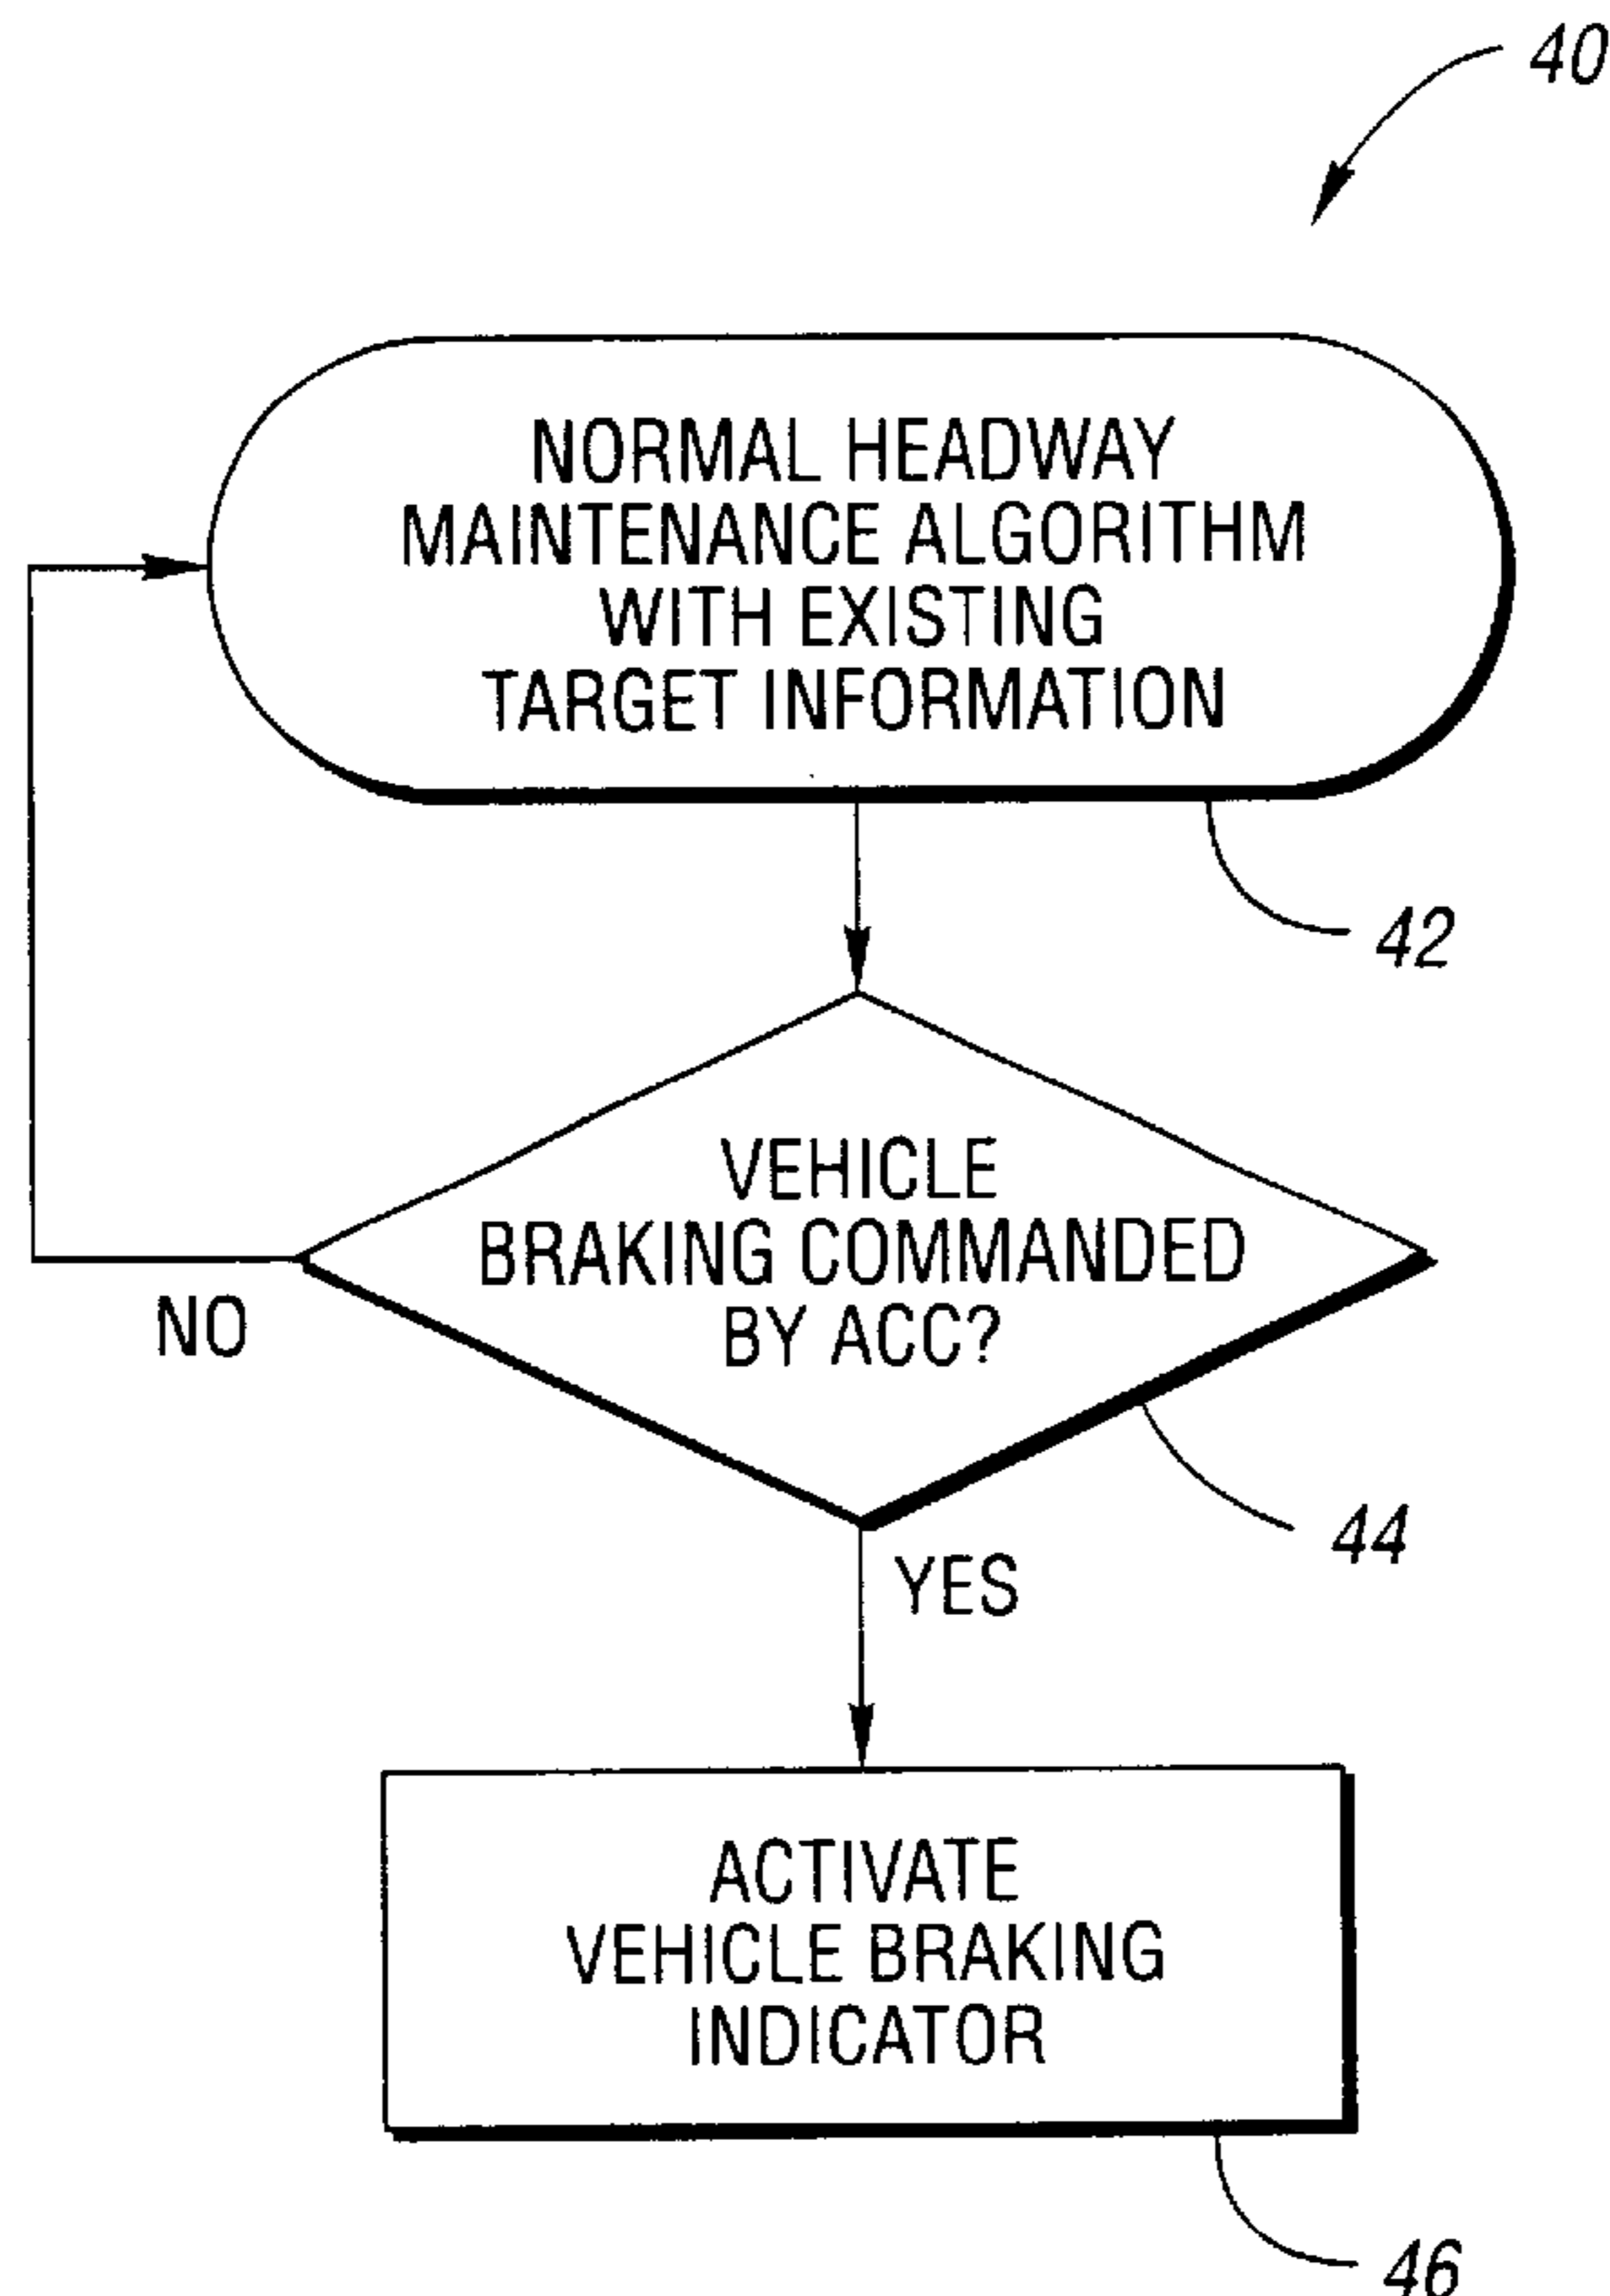 40
NORMAL HEADWAY
MAINTENANCE ALGORITHM
WITH EXISTING
TARGET INFORMATION
42
VEHICLE
BRAKING COMMANDED
BY ACC?
NO
44
YES
ACTIVATE
VEHICLE BRAKING
INDICATOR
46